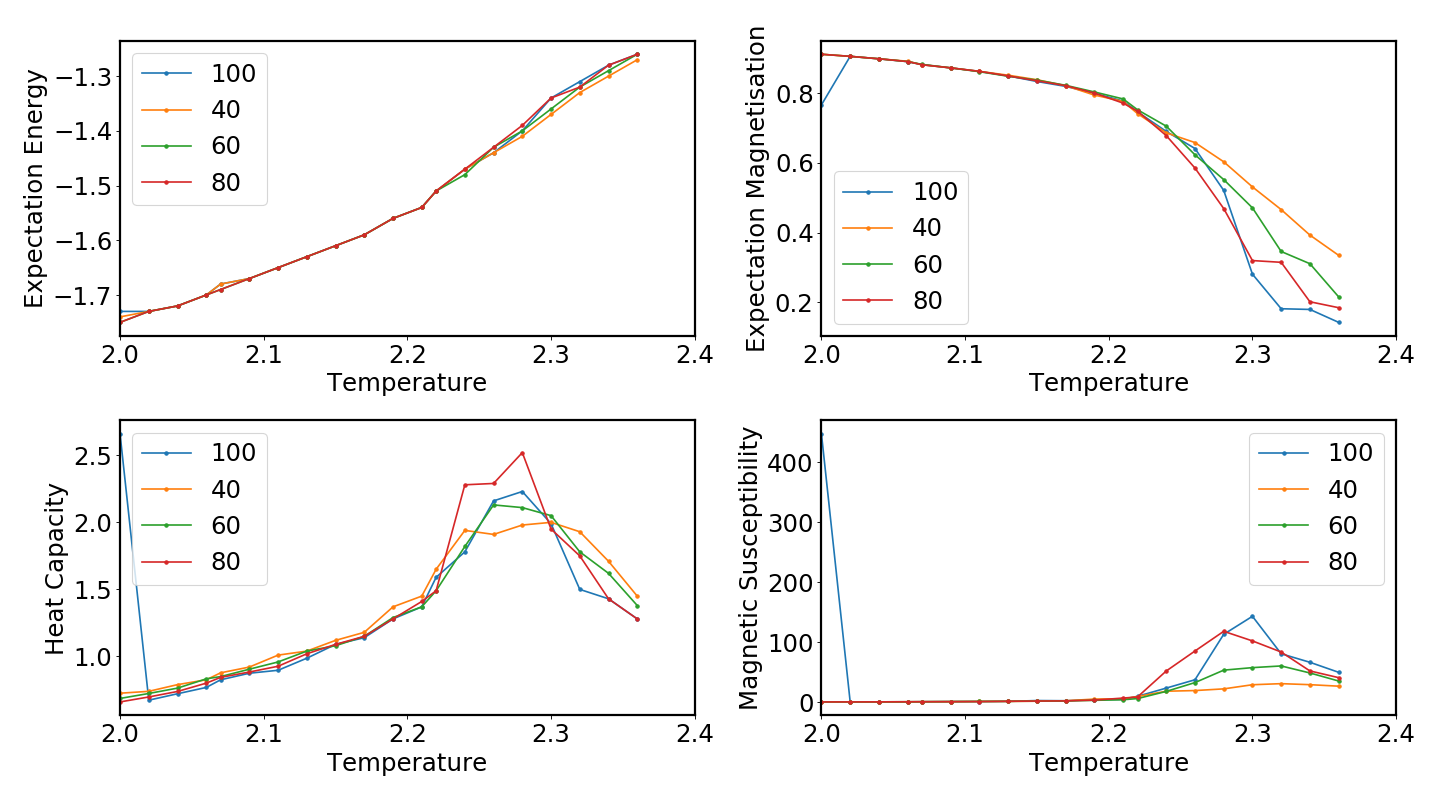 Expectation Energy
−1.3
−1.4
−1.5
−1.6
−1.7
100
40
60
80
2.0 2.1 2.2 2.3 2.4
Temperature
Expectation Magnetisation
0.8
0.6
0.4
0.2
100
40
60
80
2.0 2.1 2.2 2.3 2.4
Temperature
Heat Capacity
2.5
2.0
1.5
1.0
100
40
60
80
2.0 2.1 2.2 2.3 2.4
Temperature
Magnetic Susceptibility
400
300
200
100
0
100
40
60
80
2.0 2.1 2.2 2.3 2.4
Temperature